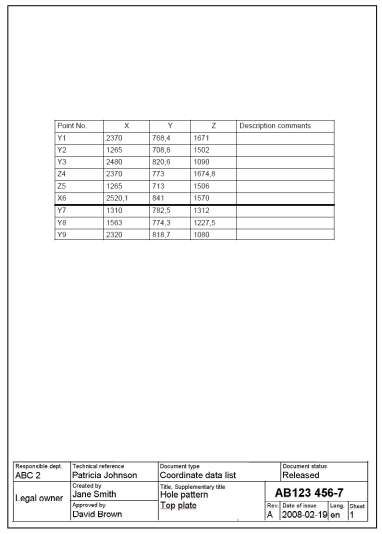 Point No. X Y Z Description comments
Y1 2370 768,4 1671
Y2 1265 708,8 1502
Y3 2480 820,6 1090
Z4 2370 773 1674,8
Z5 1265 713 1506
X6 2520,1 841 1570
Y7 1310 782,5 1312
Y8 1563 774,3 1227,5
Y9 2320 818,7 1080
Responsible dept. Technical reference Document type Document status
ABC 2 Patricia Johnson Coordinate data list Released
Legal owner
Created by
Jane Smith
Title, Supplementary title
Hole pattern
Top plate
AB123 456-7
Approved by
David Brown
Rev. Date of issue Lang. Sheet
A 2008-02-19 en 1